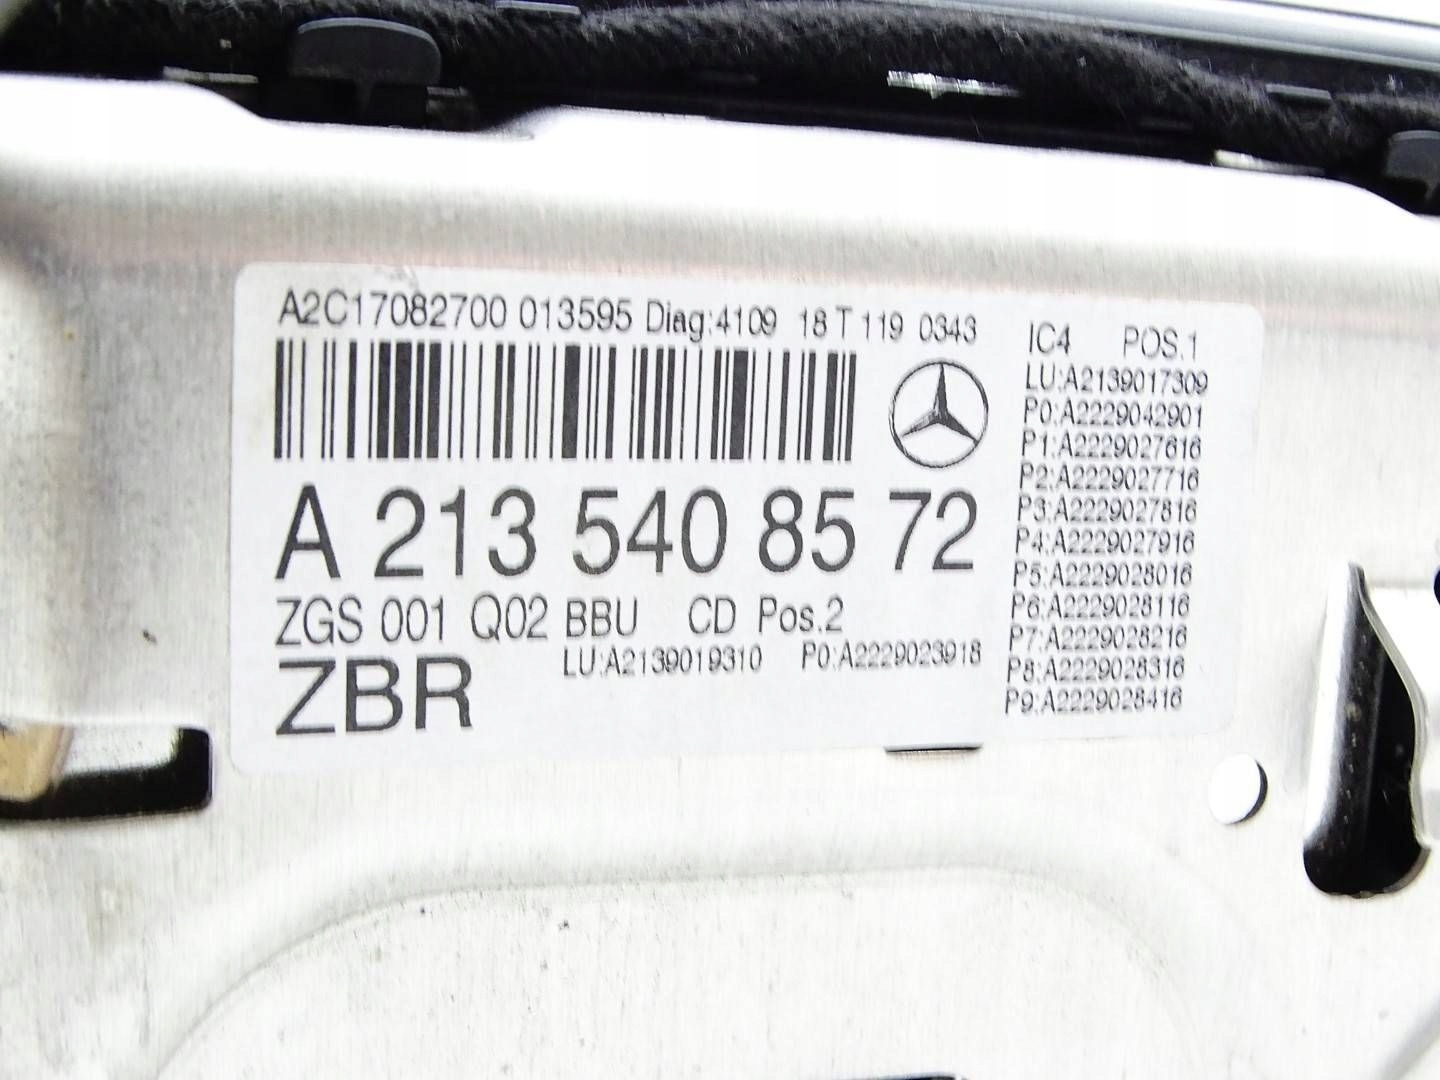 A2C17082700 013595 Diag:4109 18 T 119 0343
A 213 540 85 72
ZGS 001 Q02 BBU CD Pos.2
LU:A2139019310 P0:A2229023918
ZBR
IC4 POS.1
LU:A2139017309
P0:A2229042901
P1:A2229027616
P2:A2229027716
P3:A2229027816
P4:A2229027916
P5:A2229028016
P6:A2229028116
P7:A2229028216
P8:A2229028316
P9:A2229028416